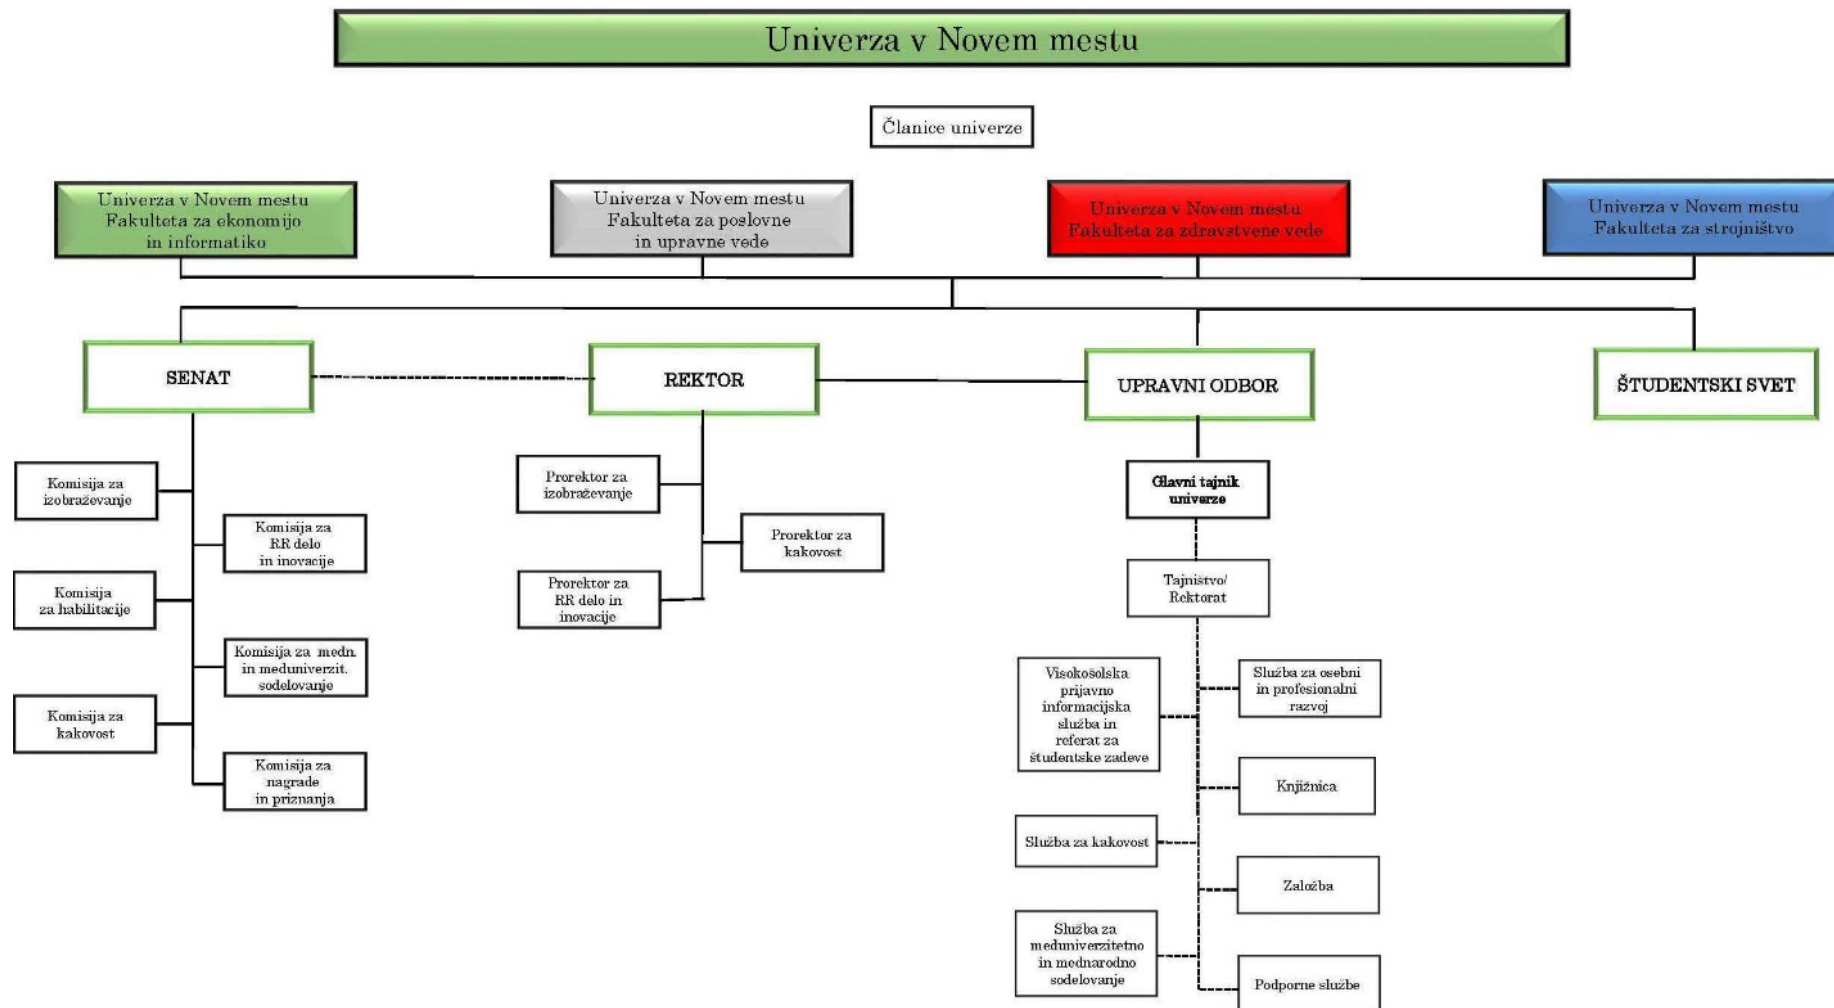 Univerza v Novem mestu
Članice univerze
Univerza v Novem mestu
Fakulteta za ekonomijo
in informatiko
Univerza v Novem mestu
Fakulteta za poslovne
in upravne vede
Univerza v Novem mestu
Fakulteta za zdravstvene vede
Univerza v Novem mestu
Fakulteta za strojništvo
SENAT
REKTOR
UPRAVNI ODBOR
ŠTUDENTSKI SVET
Komisija za
izobraževanje
Komisija za
RR delo
in inovacije
Komisija
za habilitacije
Komisija za medn.
in meduniverzit.
sodelovanje
Komisija za
kakovost
Komisija za
nagrade
in priznanja
Prorektor za
izobraževanje
Prorektor za
kakovost
Prorektor za
RR delo in
inovacije
Glavni tajnik
univerze
Tajništvo/
Rektorat
Visokošolska
prijavno
informacijska
služba in
referat za
študentske zadeve
Služba za osebni
in profesionalni
razvoj
Knjižnica
Služba za kakovost
Založba
Služba za
meduniverzitetno
in mednarodno
sodelovanje
Podporne službe